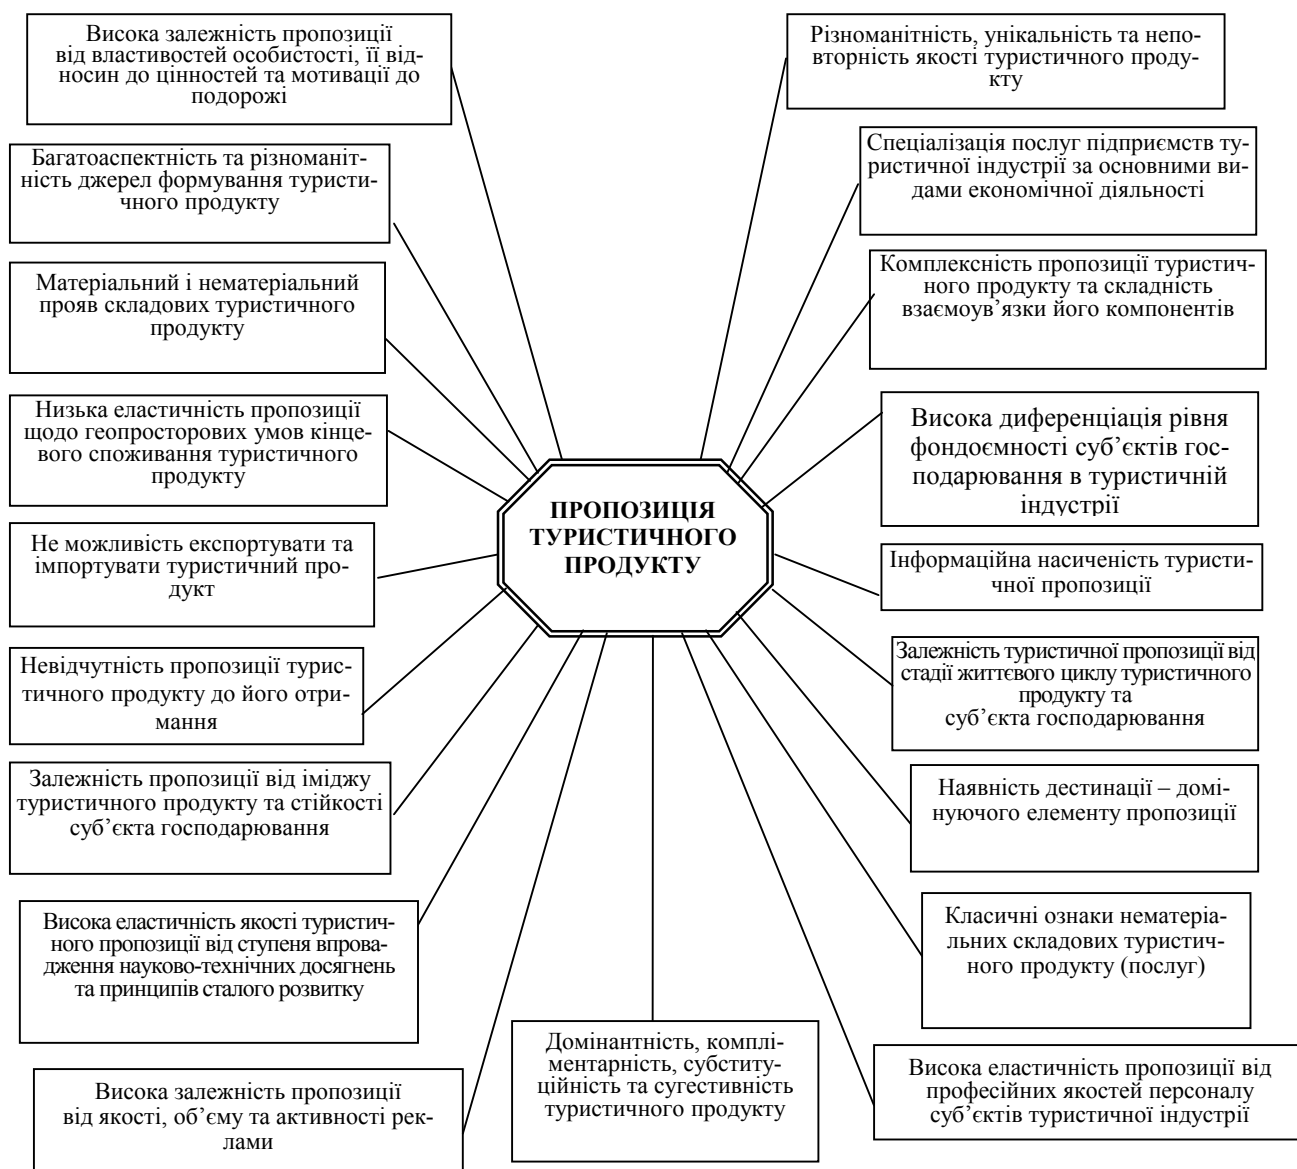 Висока залежність пропозиції
від властивостей особистості, її від-
носин до цінностей та мотивації до
подорожі
Різноманітність, унікальність та непо-
вторність якості туристичного проду-
кту
Багатоаспектність та різноманіт-
ність джерел формування туристи-
чного продукту
Спеціалізація послуг підприємств ту-
ристичної індустрії за основними ви-
дами економічної діяльності
Матеріальний і нематеріальний
прояв складових туристичного
продукту
Комплексність пропозиції туристич-
ного продукту та складність
взаємоув'язки його компонентів
Низька еластичність пропозиції
щодо геопросторових умов кінце-
вого споживання туристичного
продукту
Висока диференціація рівня
фондоємності суб’єктів гос-
подарювання в туристичній
індустрії
ПРОПОЗИЦІЯ
ТУРИСТИЧНОГО
ПРОДУКТУ
Не можливість експортувати та
імпортувати туристичний про-
дукт
Інформаційна насиченість туристи-
чної пропозиції
Невідчутність пропозиції турис-
тичного продукту до його отри-
мання
Залежність туристичної пропозиції від
стадії життєвого циклу туристичного
продукту та
суб’єкта господарювання
Залежність пропозиції від іміджу
туристичного продукту та стійкості
суб’єкта господарювання
Наявність дестинації – домі-
нуючого елементу пропозиції
Висока еластичність якості туристич-
ного пропозиції від ступеня впрова-
дження науково-технічних досягнень
та принципів сталого розвитку
Класичні ознаки нематеріа-
льних складових туристич-
ного продукту (послуг)
Висока залежність пропозиції
від якості, об’єму та активності рек-
лами
Домінантність, комплі-
ментарність, субститу-
ційність та сугестивність
туристичного продукту
Висока еластичність пропозиції від
професійних якостей персоналу
суб’єктів туристичної індустрії